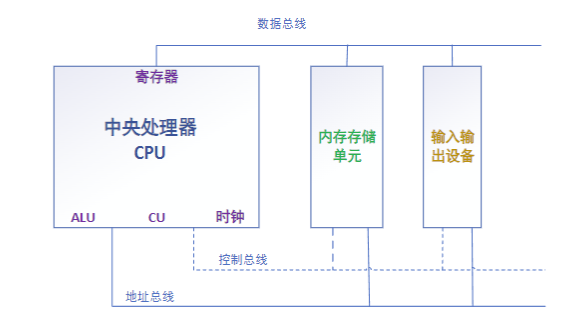 数据总线
寄存器
中央处理器
CPU
内存存储
单元
输入输
出设备
ALU CU 时钟
控制总线
地址总线